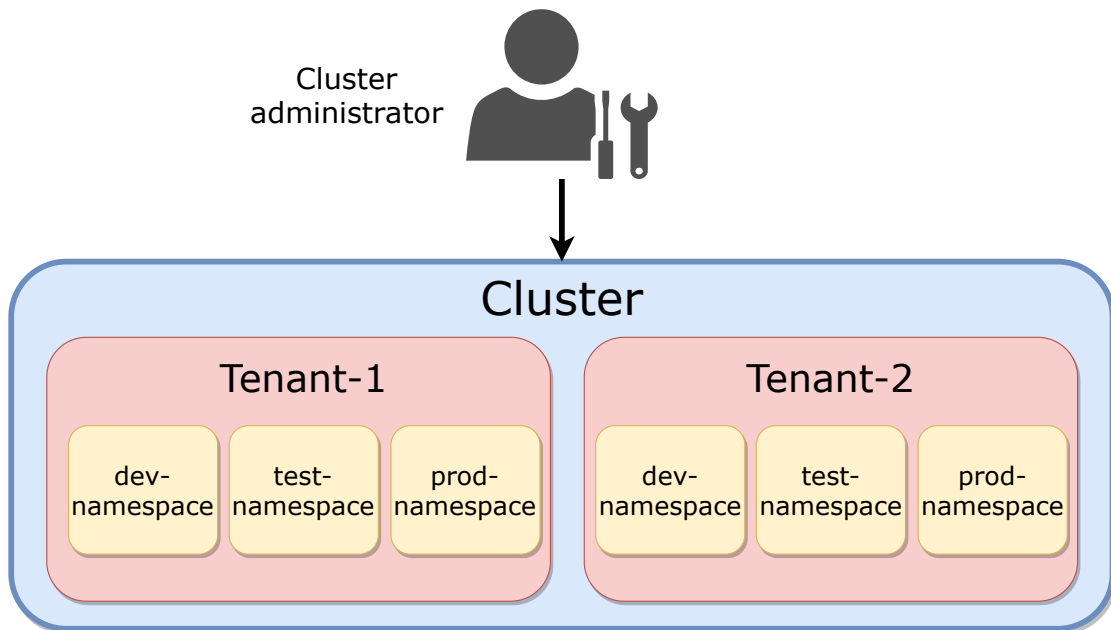 Cluster
administrator
Cluster
Tenant-1
Tenant-2
dev-
namespace
test-
namespace
prod-
namespace
dev-
namespace
test-
namespace
prod-
namespace